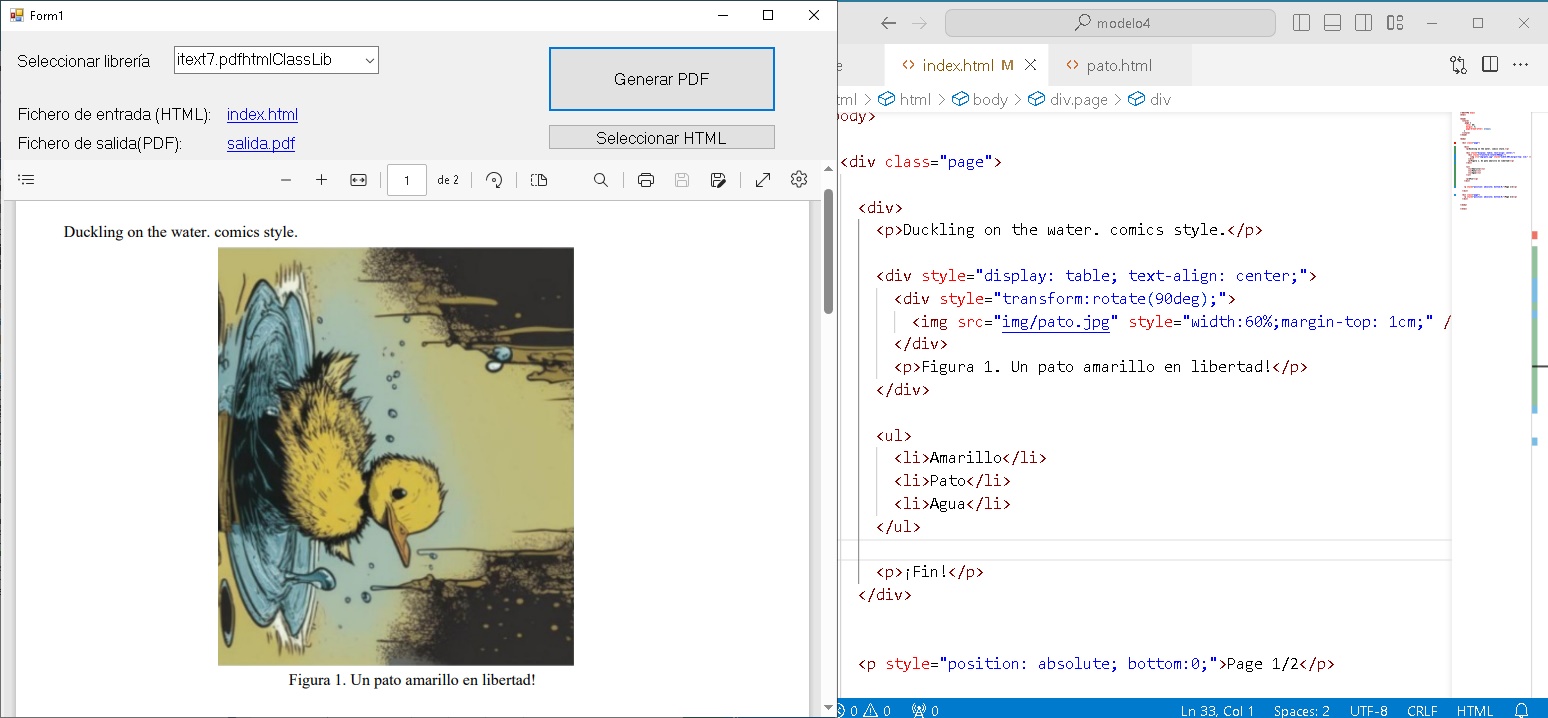 Form1
Seleccionar librería
itext7.pdfhtmlClassLib
Generar PDF
Fichero de entrada (HTML):
index.html
Seleccionar HTML
Fichero de salida(PDF):
salida.pdf
1
de 2
Duckling on the water. comics style.
Figura 1. Un pato amarillo en libertad!
modelo4
e
index.html M
pato.html
tml > html > body > div.page > div
body>
<div class="page">
<div>
<p>Duckling on the water. comics style.</p>
<div style="display: table; text-align: center;">
<div style="transform:rotate(90deg);">
<img src="img/pato.jpg" style="width:60%;margin-top: 1cm;" /
</div>
<p>Figura 1. Un pato amarillo en libertad!</p>
</div>
<ul>
<li>Amarillo</li>
<li>Pato</li>
<li>Agua</li>
</ul>
<p>¡Fin!</p>
</div>
<p style="position: absolute; bottom:0;">Page 1/2</p>
0 0 0
Ln 33, Col 1
Spaces: 2
UTF-8
CRLF
HTML